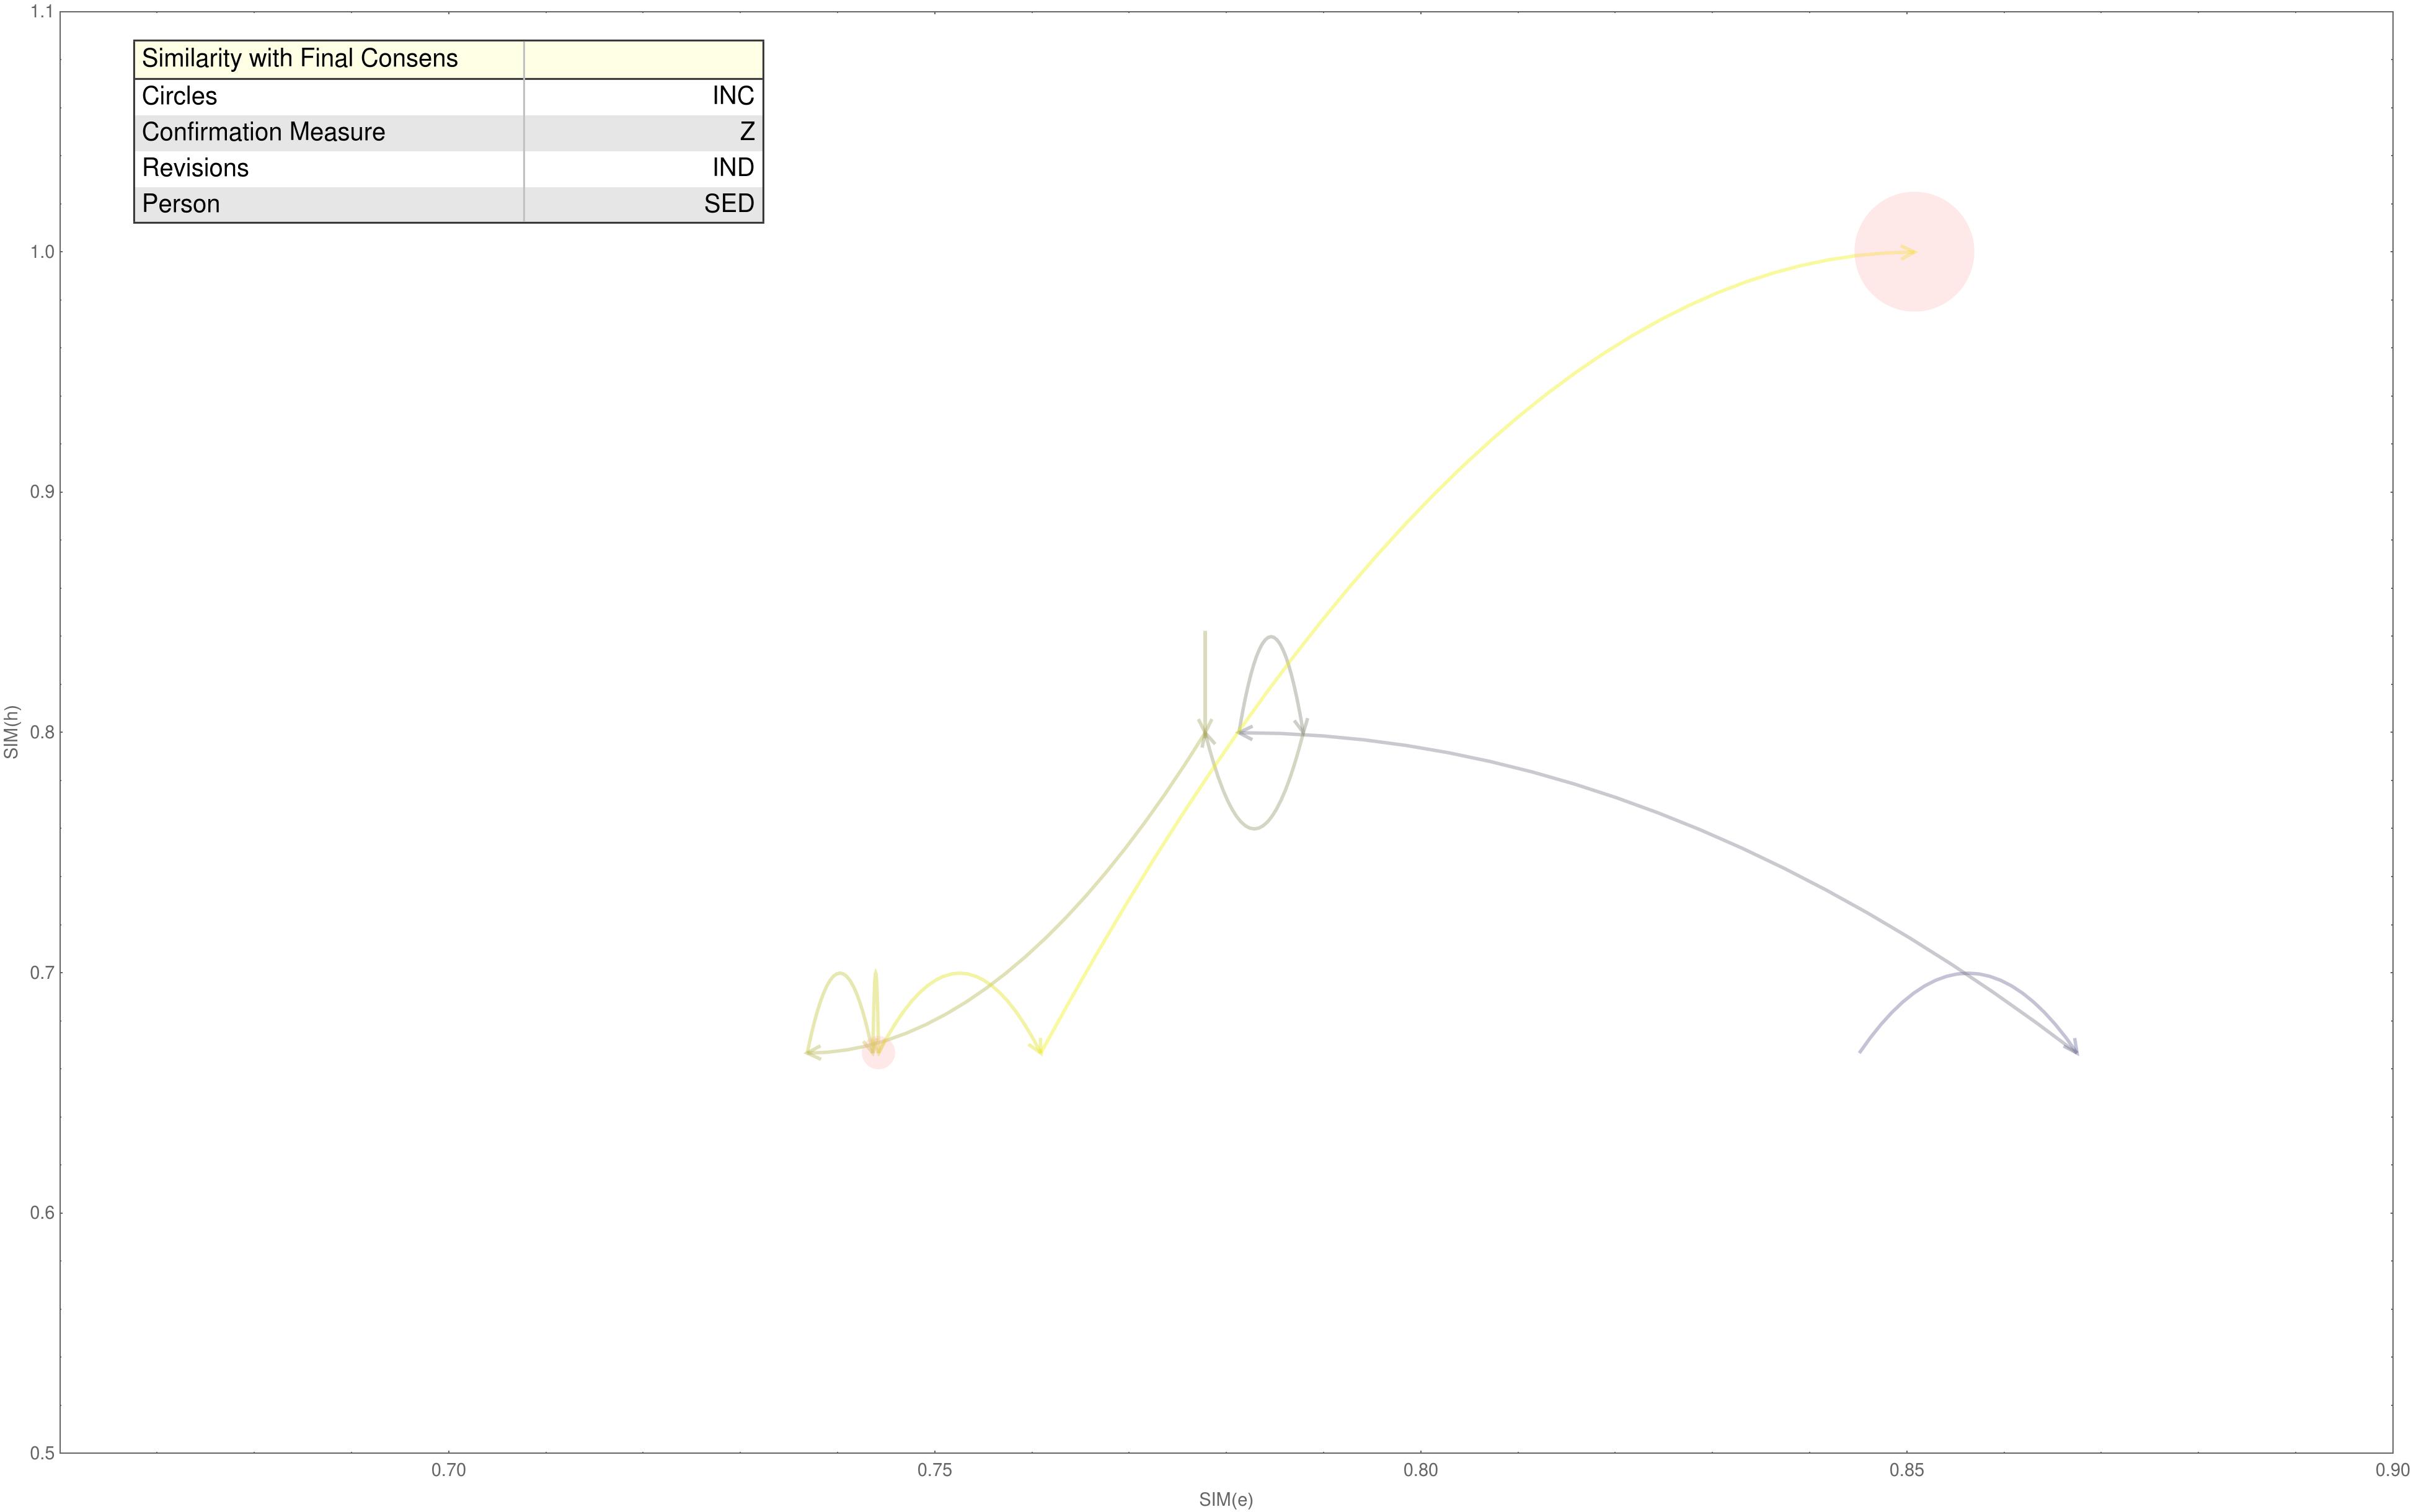 1.1
Similarity with Final Consens
Circles INC
Confirmation Measure Z
Revisions IND
Person SED
1.0
0.9
0.8
SIM(h)
0.7
0.6
0.5
0.70 0.75 0.80 0.85 0.90
SIM(e)